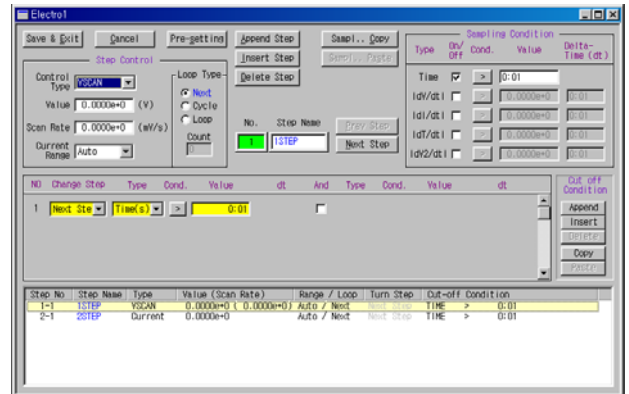 Electro1
Save & Exit Cancel Pre-setting Append Step Sampl.. Copy
Insert Step Sampl.. Paste
Delete Step
Step Control
Control Type VSCAN
Value 0.0000e+0 (V)
Scan Rate 0.0000e+0 (mV/s)
Current Range Auto
Loop Type
Next
Cycle
Loop
Count
0
No. Step Name
1 1STEP
Prev.Step
Next Step
Sampling Condition
Type On/Off Cond. Value Delta-Time (dt)
Time > 0:01
IdV/dtI > 0.0000e+0 0:01
IdI/dtI > 0.0000e+0 0:01
IdT/dtI > 0.0000e+0 0:01
IdV2/dtI > 0.0000e+0 0:01
NO Change Step Type Cond. Value dt And Type Cond. Value dt
1 Next Ste Time(s) > 0:01
Cut off Condition
Append
Insert
Delete
Copy
Paste
Step No Step Name Type Value (Scan Rate) Range / Loop Turn Step Cut-off Condition
1-1 1STEP VSCAN 0.0000e+0 ( 0.0000e+0) Auto / Next Next Step TIME > 0:01
2-1 2STEP Current 0.0000e+0 Auto / Next Next Step TIME > 0:01